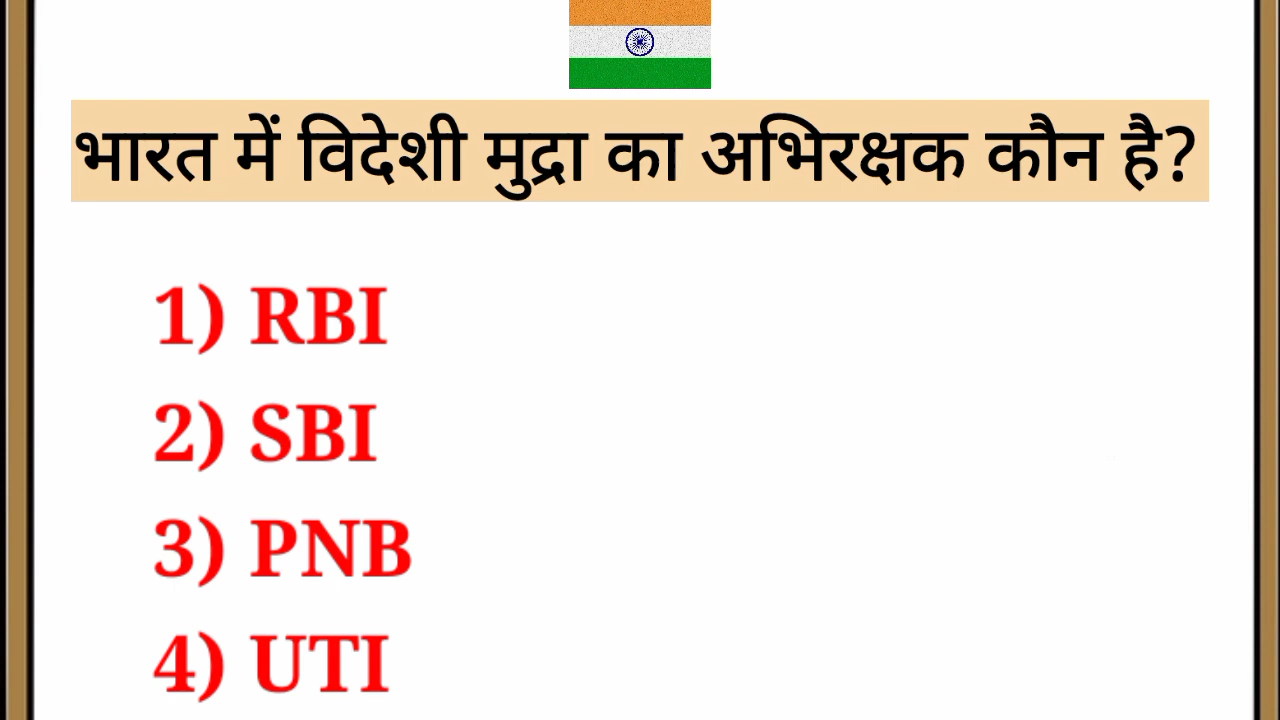 भारत में विदेशी मुद्रा का अभिरक्षक कौन है?
1) RBI
2) SBI
3) PNB
4) UTI